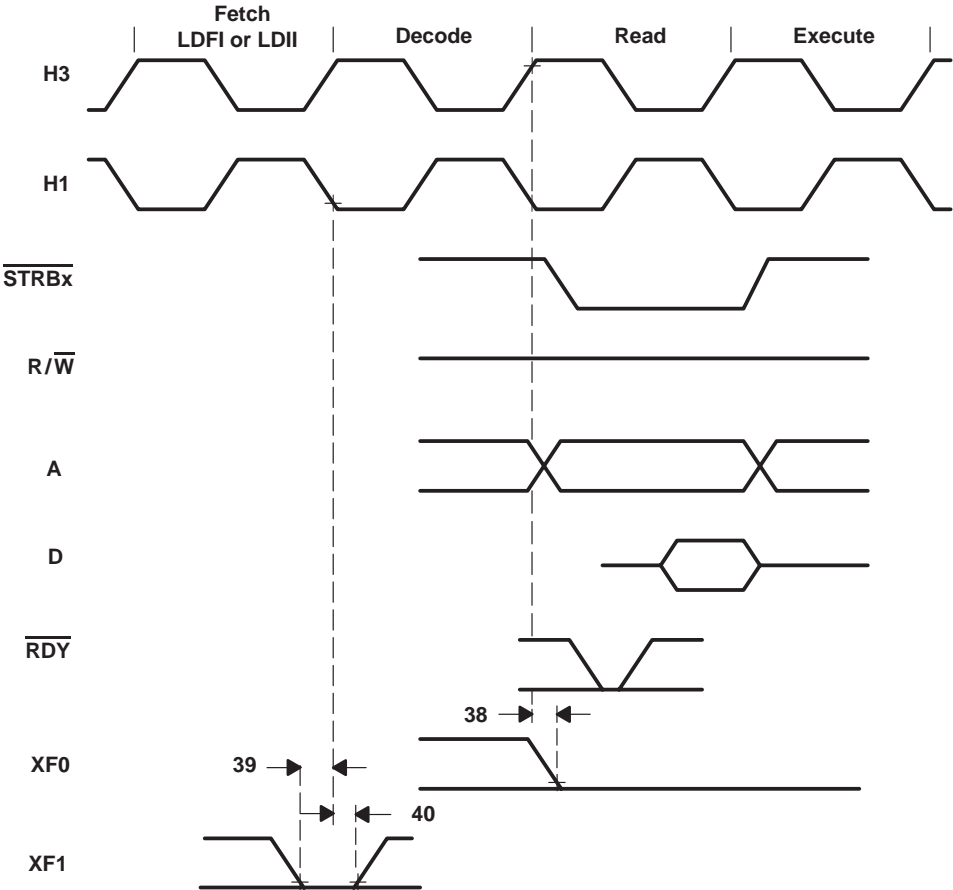 Fetch
LDFI or LDII
Decode
Read
Execute
H3
H1
STRBx
R/W
A
D
RDY
38
XF0
39
40
XF1